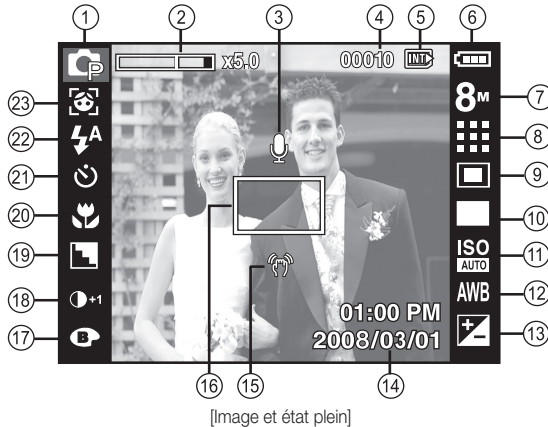 ① ② ③ ④ ⑤ ⑥
x5.0 00010 INT
P
8M ⑦
㉓
⑧
㉒ A
㉑ ⑨
⑳ ⑩
⑲ ISO AUTO ⑪
⑱ +1 AWB ⑫
01:00 PM
⑰ B ⑬
2008/03/01
⑯ ⑮ ⑭
[Image et état plein]